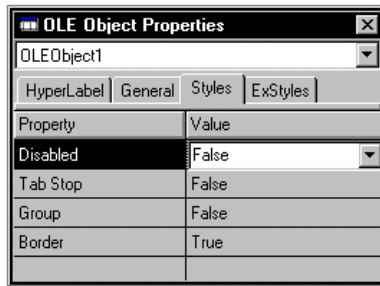 OLE Object Properties
OLEObject1
HyperLabel General Styles ExStyles
Property Value
Disabled False
Tab Stop False
Group False
Border True